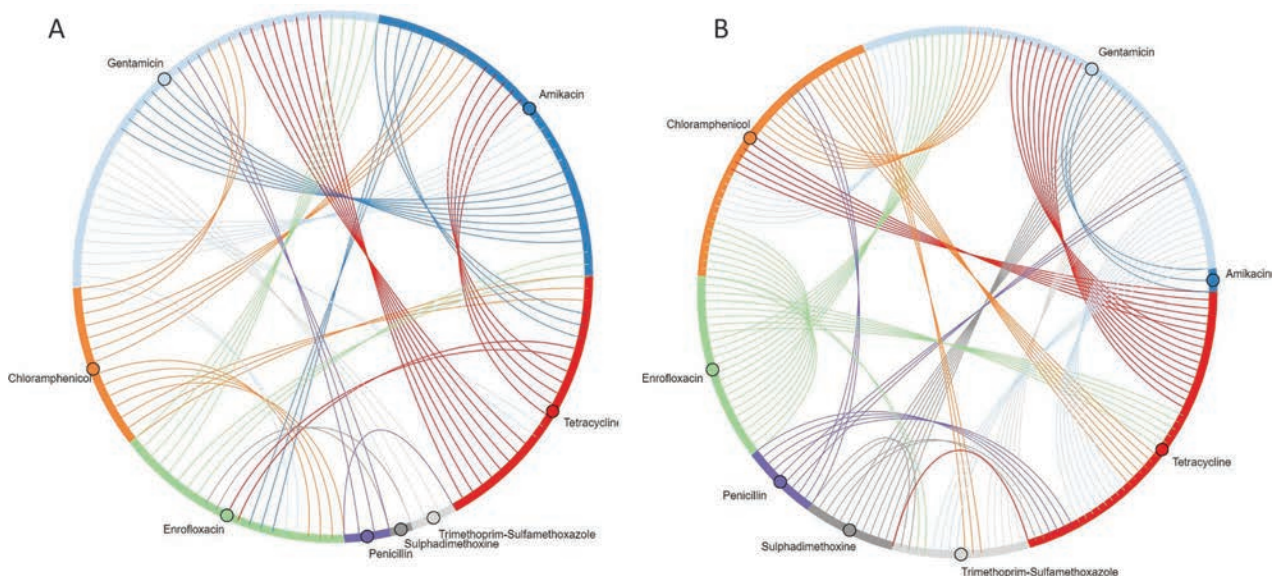 A
Gentamicin
Amikacin
Chloramphenicol
Tetracycline
Enrofloxacin
Penicillin
Sulphadimethoxine
Trimethoprim-Sulfamethoxazole
B
Gentamicin
Chloramphenicol
Amikacin
Enrofloxacin
Tetracycline
Penicillin
Sulphadimethoxine
Trimethoprim-Sulfamethoxazole